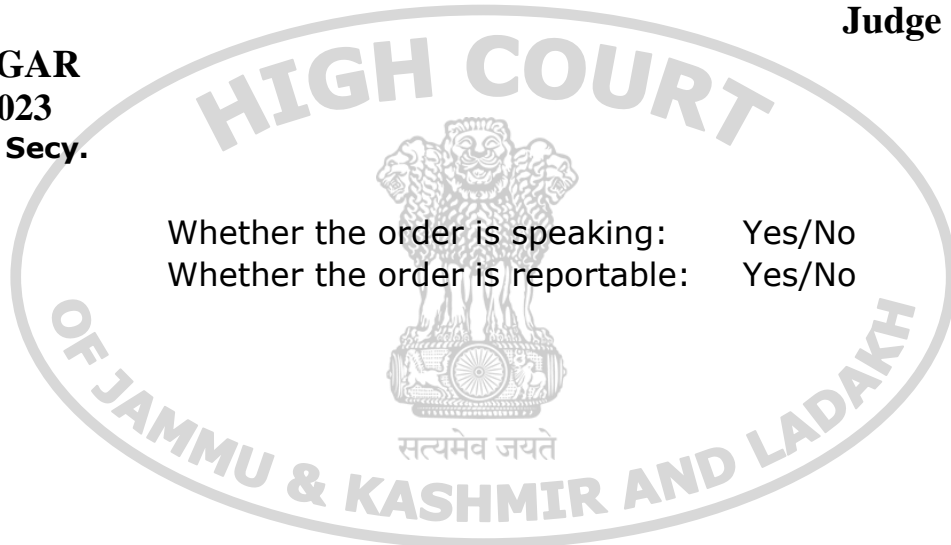 Judge
GAR
023
Secy.
HIGH COURT
Whether the order is speaking: Yes/No
Whether the order is reportable: Yes/No
सत्यमेव जयते
OF JAMMU & KASHMIR AND LADAKH